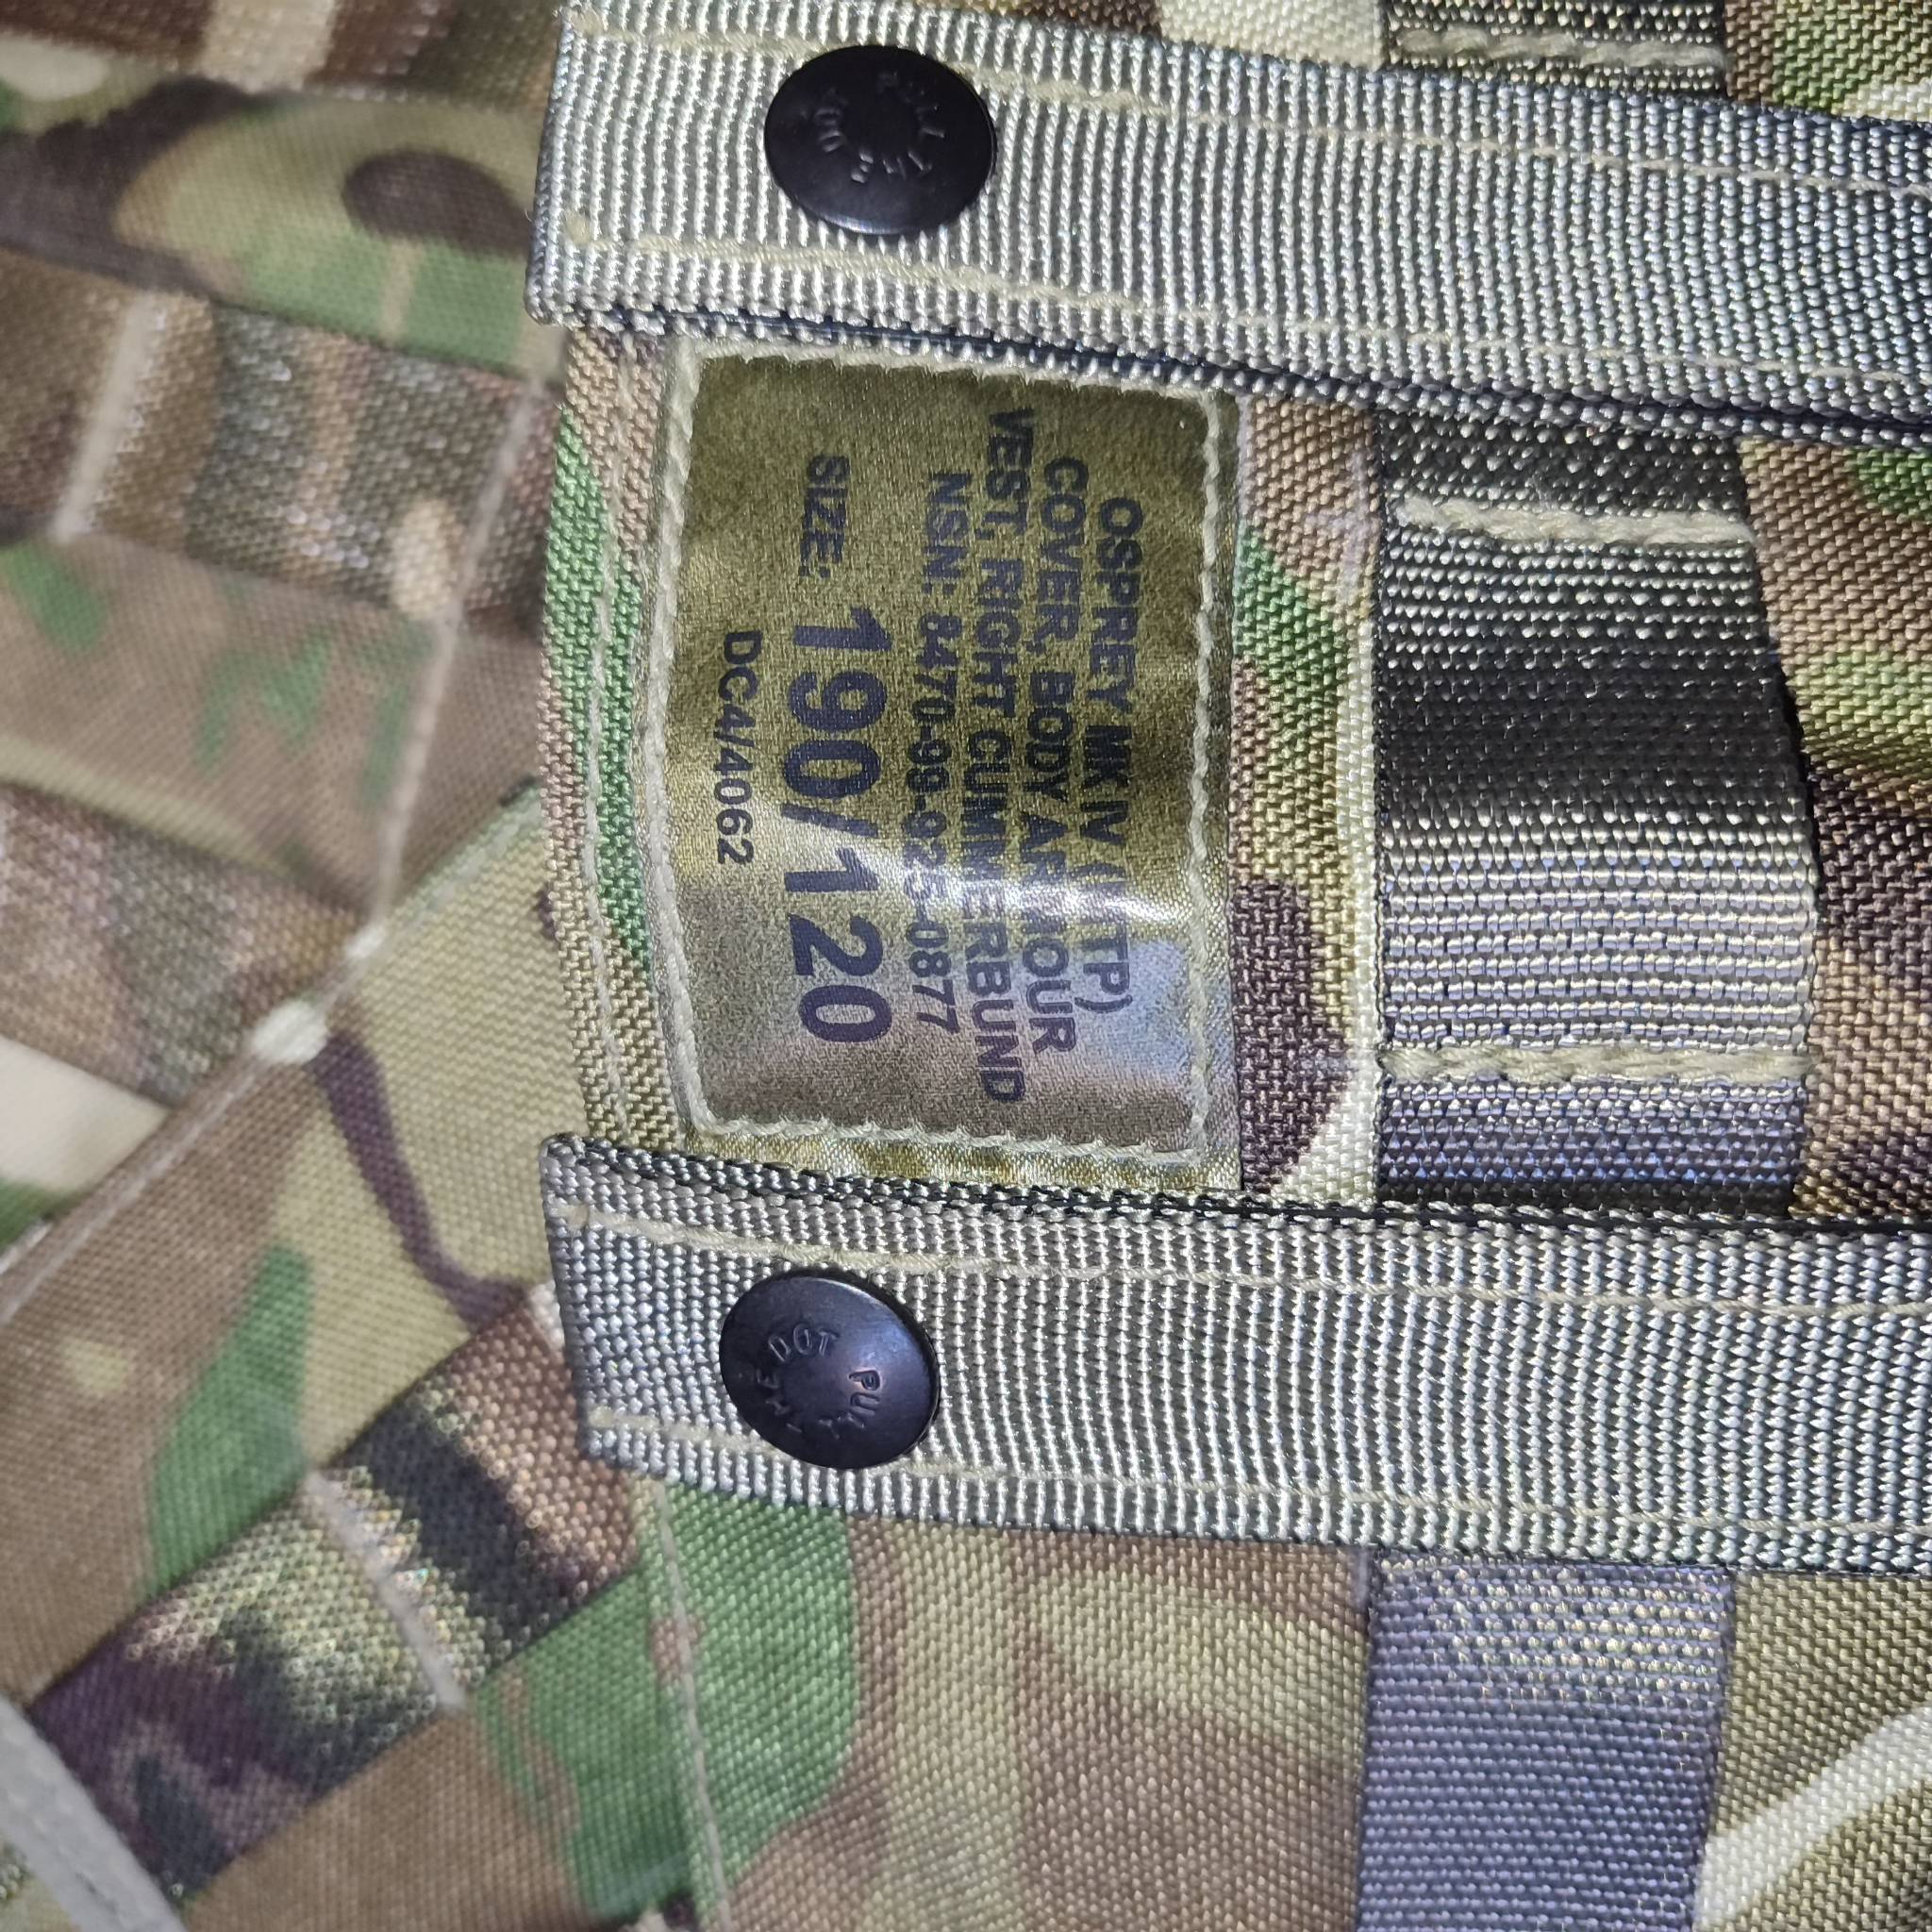 OSPREY MK IV (MTP)
COVER, BODY ARMOUR
VEST, RIGHT CUMMERBUND
NSN: 8470-99-925-0877
SIZE: 190/120
DC4/4062
PULL THE DOT
PULL THE DOT